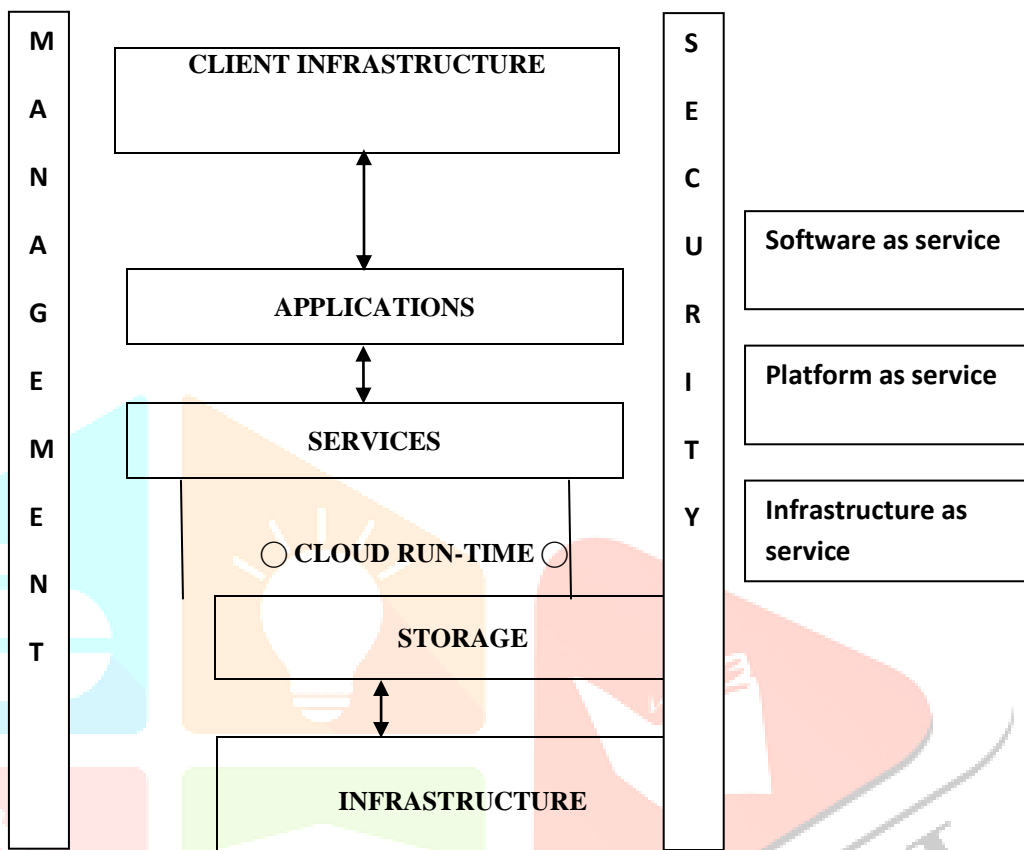 M
A
N
A
G
E
M
E
N
T
CLIENT INFRASTRUCTURE
APPLICATIONS
SERVICES
◯ CLOUD RUN-TIME ◯
STORAGE
INFRASTRUCTURE
S
E
C
U
R
I
T
Y
Software as service
Platform as service
Infrastructure as
service